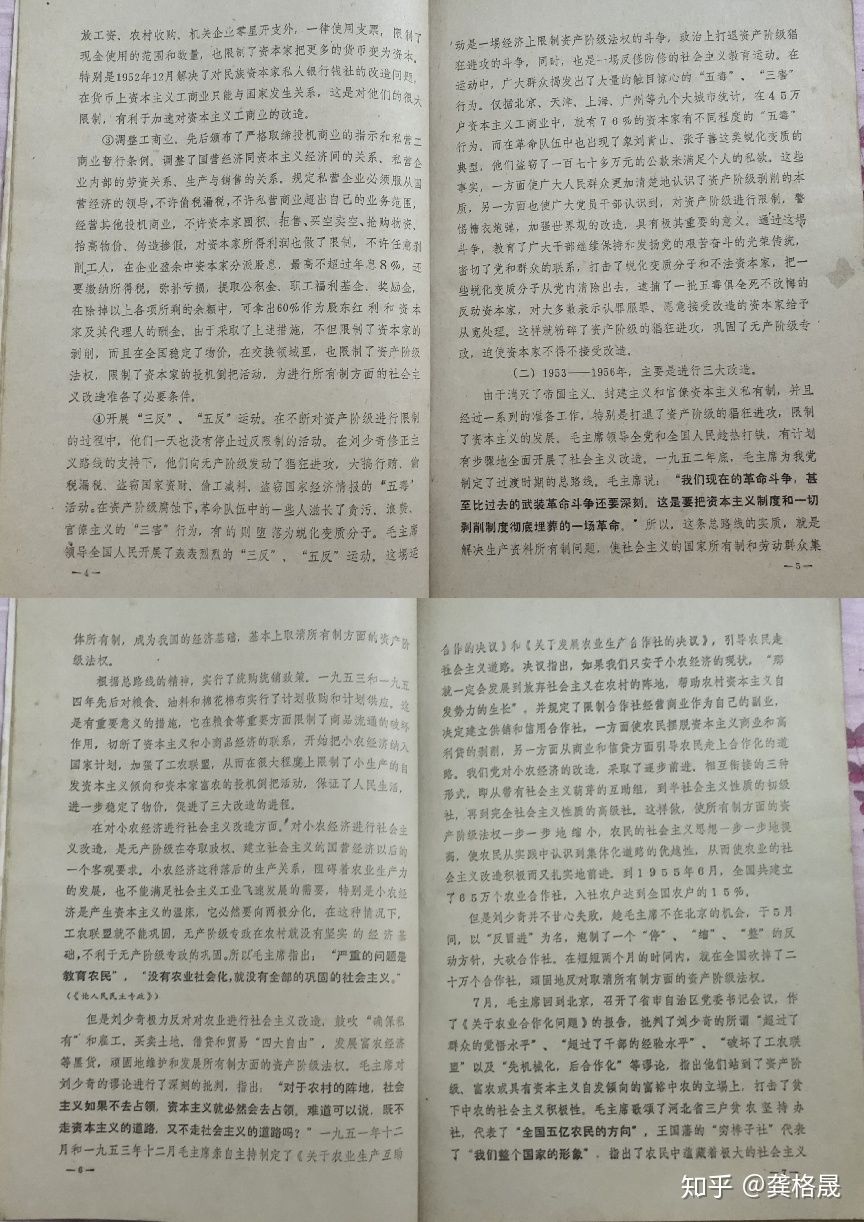 放工资、农村收购、机关企业零星开支外，一律使用支票，限制了
现金使用的范围和数量，也限制了资本家把更多的货币变为资本。
特别是1952年12月解决了对民族资本家私人银行钱社的改造问题，
在货币上资本主义工商业只能与国家发生关系，这是对他们的很大
限制，有利于加速对资本主义工商业的改造。
③调整工商业。先后颁布了严格取缔投机商业的指示和私营工
商业暂行条例，调整了国营经济同资本主义经济间的关系、私营企
业内部的劳资关系、生产与销售的关系。规定私营企业必须服从国
营经济的领导，不许偷税漏税，不许私营商业超出自己的业务范围，
经营其他投机商业，不许资本家囤积、拒售、买空卖空、抢购物资、
抬高物价、伪造掺假，对资本家所得利润也做了限制，不许任意剥
削工人，在企业盈余中资本家分派股息，最高不超过年息8％，还
要缴纳所得税，弥补亏损，提取公积金、职工福利基金、奖励金，
在除掉以上各项所剩的余额中，可拿出60％作为股东红利和资本
家及其代理人的酬金。由于采取了上述措施，不但限制了资本家的
剥削，而且在全国稳定了物价，在交换领域里，也限制了资产阶级
法权，限制了资本家的投机倒把活动，为进行所有制方面的社会主
义改造准备了必要条件。
④开展“三反”、“五反”运动。在不断对资产阶级进行限制
的过程中，他们一天也没有停止过反限制的活动。在刘少奇修正主
义路线的支持下，他们向无产阶级发动了猖狂进攻，大搞行贿、偷
税漏税、盗窃国家资财、偷工减料、盗窃国家经济情报的“五毒”
活动。在资产阶级腐蚀下，革命队伍中的一些人滋长了贪污、浪费、
官僚主义的“三害”行为，有的则堕落为蜕化变质分子。毛主席
领导全国人民开展了轰轰烈烈的“三反”、“五反”运动。这场运
—4—
动是一场经济上限制资产阶级法权的斗争，政治上打退资产阶级猖
狂进攻的斗争，同时，也是一场反修防修的社会主义教育运动。在
运动中，广大群众揭发出了大量的触目惊心的“五毒”、“三害”
行为。仅据北京、天津、上海、广州等九个大城市统计，在45万
户资本主义工商业中，就有76％的资本家有不同程度的“五毒”
行为。而在革命队伍中也出现了象刘青山、张子善这类蜕化变质的
典型，他们盗窃了一百七十多万元的公款来满足个人的私欲。这些
事实，一方面使广大人民群众更加清楚地认识了资产阶级剥削的本
质，另一方面也使广大党员干部认识到，对资产阶级进行限制，警
惕糖衣炮弹，加强世界观的改造，具有极其重要的意义。通过这场
斗争，教育了广大干部继续保持和发扬党的艰苦奋斗的光荣传统，
密切了党和群众的联系，打击了蜕化变质分子和不法资本家，把一
些蜕化变质分子从党内清除出去，逮捕了一批五毒俱全死不改悔的
反动资本家，对大多数表示认罪服罪、愿意接受改造的资本家给予
从宽处理。这样就粉碎了资产阶级的猖狂进攻，巩固了无产阶级专
政，迫使资本家不得不接受改造。
（二）1953——1956年，主要是进行三大改造。
由于消灭了帝国主义、封建主义和官僚资本主义私有制，并且
经过一系列的准备工作，特别是打退了资产阶级的猖狂进攻，限制
了资本主义的发展。毛主席领导全党和全国人民趁热打铁，有计划
有步骤地全面开展了社会主义改造。一九五二年底，毛主席为我党
制定了过渡时期的总路线。毛主席说：“我们现在的革命斗争，甚
至比过去的武装革命斗争还要深刻。这是要把资本主义制度和一切
剥削制度彻底埋葬的一场革命。”所以，这条总路线的实质，就是
解决生产资料所有制问题，使社会主义的国家所有制和劳动群众集
—5—
体所有制，成为我国的经济基础，基本上取消所有制方面的资产阶
级法权。
根据总路线的精神，实行了统购统销政策。一九五三和一九五
四年先后对粮食、油料和棉花棉布实行了计划收购和计划供应。这
是有重要意义的措施，它在粮食等重要方面限制了商品流通的破坏
作用，切断了资本主义和小商品经济的联系，开始把小农经济纳入
国家计划，加强了工农联盟，从而在很大程度上限制了小生产的自
发资本主义倾向和资本家富农的投机倒把活动，保证了人民生活，
进一步稳定了物价，促进了三大改造的进程。
在对小农经济进行社会主义改造方面。对小农经济进行社会主
义改造，是无产阶级在夺取政权、建立社会主义的国营经济以后的
一个客观要求。小农经济这种落后的生产关系，阻碍着农业生产力
的发展，也不能满足社会主义工业飞速发展的需要，特别是小农经
济是产生资本主义的温床，它必然要向两极分化。在这种情况下，
工农联盟就不能巩固，无产阶级专政在农村就没有坚实的经济基
础，不利于无产阶级专政的巩固。所以毛主席指出：“严重的问题是
教育农民”，“没有农业社会化，就没有全部的巩固的社会主义。”
（《论人民民主专政》）
但是刘少奇极力反对对农业进行社会主义改造，鼓吹“确保私
有”和雇工、买卖土地、借贷和贸易“四大自由”，发展富农经济
等黑货，顽固地维护和发展所有制方面的资产阶级法权。毛主席对
刘少奇的谬论进行了深刻的批判，指出，“对于农村的阵地，社会
主义如果不去占领，资本主义就必然会去占领。难道可以说，既不
走资本主义的道路，又不走社会主义的道路吗？”一九五一年十二
月和一九五三年十二月毛主席亲自主持制定了《关于农业生产互助
—6—
合作的决议》和《关于发展农业生产合作社的决议》，引导农民走
社会主义道路。决议指出，如果我们只安于小农经济的现状，“那
就一定会发展到放弃社会主义在农村的阵地，帮助农村资本主义自
发势力的生长”。并规定了限制合作社经营商业作为自己的副业，
决定建立供销和信用合作社，一方面使农民摆脱资本主义商业和高
利贷的剥削，另一方面从商业和信贷方面引导农民走上合作化的道
路。我们党对小农经济的改造，采取了逐步前进、相互衔接的三种
形式，即从带有社会主义萌芽的互助组，到半社会主义性质的初级
社，再到完全社会主义性质的高级社。这样做，使所有制方面的资
产阶级法权一步一步地缩小，农民的社会主义思想一步一步地提
高，使农民从实践中认识到集体化道路的优越性，从而使农业的社
会主义改造积极而又扎实地前进。到1955年6月，全国共建立
了65万个农业合作社，入社农户达到全国农户的15％。
但是刘少奇并不甘心失败，趁毛主席不在北京的机会，于5月
间，以“反冒进”为名，炮制了一个“停”、“缩”、“整”的反
动方针，大砍合作社。在短短两个月的时间内，就在全国砍掉了二
十万个合作社，顽固地反对取消所有制方面的资产阶级法权。
7月，毛主席回到北京，召开了省市自治区党委书记会议，作
了《关于农业合作化问题》的报告，批判了刘少奇的所谓“超过了
群众的觉悟水平”、“超过了干部的经验水平”、“破坏了工农联
盟”以及“先机械化，后合作化”等谬论，指出他们站到了资产阶
级、富农或具有资本主义自发倾向的富裕中农的立场上，打击了贫
下中农的社会主义积极性。毛主席歌颂了河北省三户贫农坚持办
社，代表了“全国五亿农民的方向”，王国藩的“穷棒子社”代表
了“我们整个国家的形象”，指出了农民中蕴藏着极大的社会主义
—7—
知乎 @龚格晟